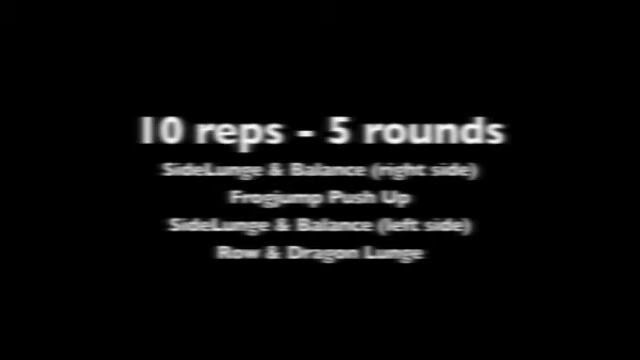 10 reps - 5 rounds
SideLunge & Balance (right side)
Frogjump Push Up
SideLunge & Balance (left side)
Row & Dragon Lunge